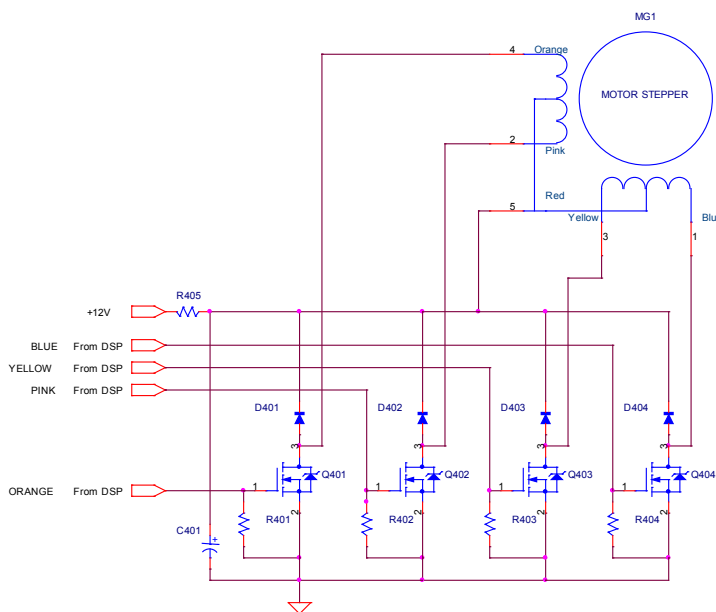 MG1
4 Orange
MOTOR STEPPER
2
Pink
Red
5
Yellow Blu
3 1
R405
+12V
BLUE From DSP
YELLOW From DSP
PINK From DSP
D401 D402 D403 D404
3 3 3 3
Q401 Q402 Q403 Q404
1 1 1 1
ORANGE From DSP
2 2 2 2
R401 R402 R403 R404
C401
+